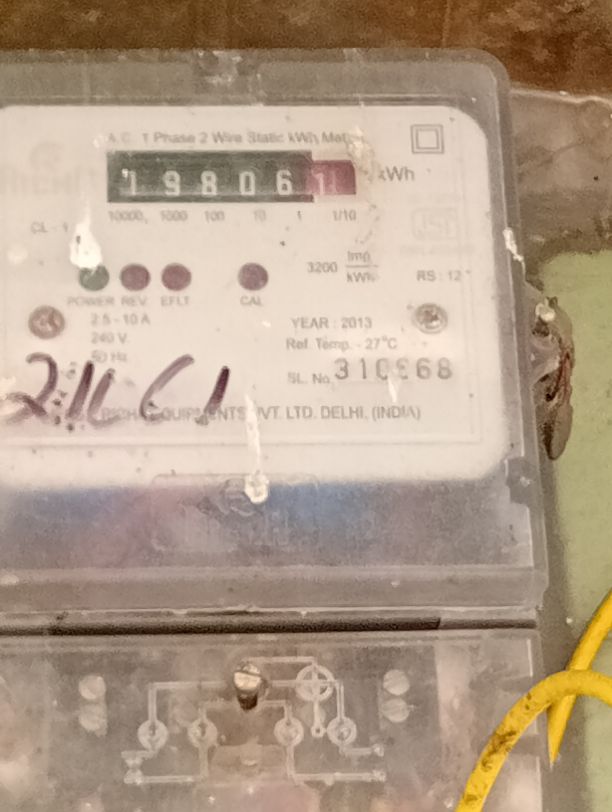 A.C. 1 Phase 2 Wire Static kWh Meter
1 9 8 0 6 1 kWh
10000 1000 100 10 1 1/10
CL - 1
3200 Imp/kWh
RS : 12
POWER REV. EFLT CAL
2.5 - 10 A
240 V.
50 Hz
YEAR : 2013
Ref. Temp. - 27°C
SL. No.
EQUIPMENTS PVT. LTD. DELHI, (INDIA)